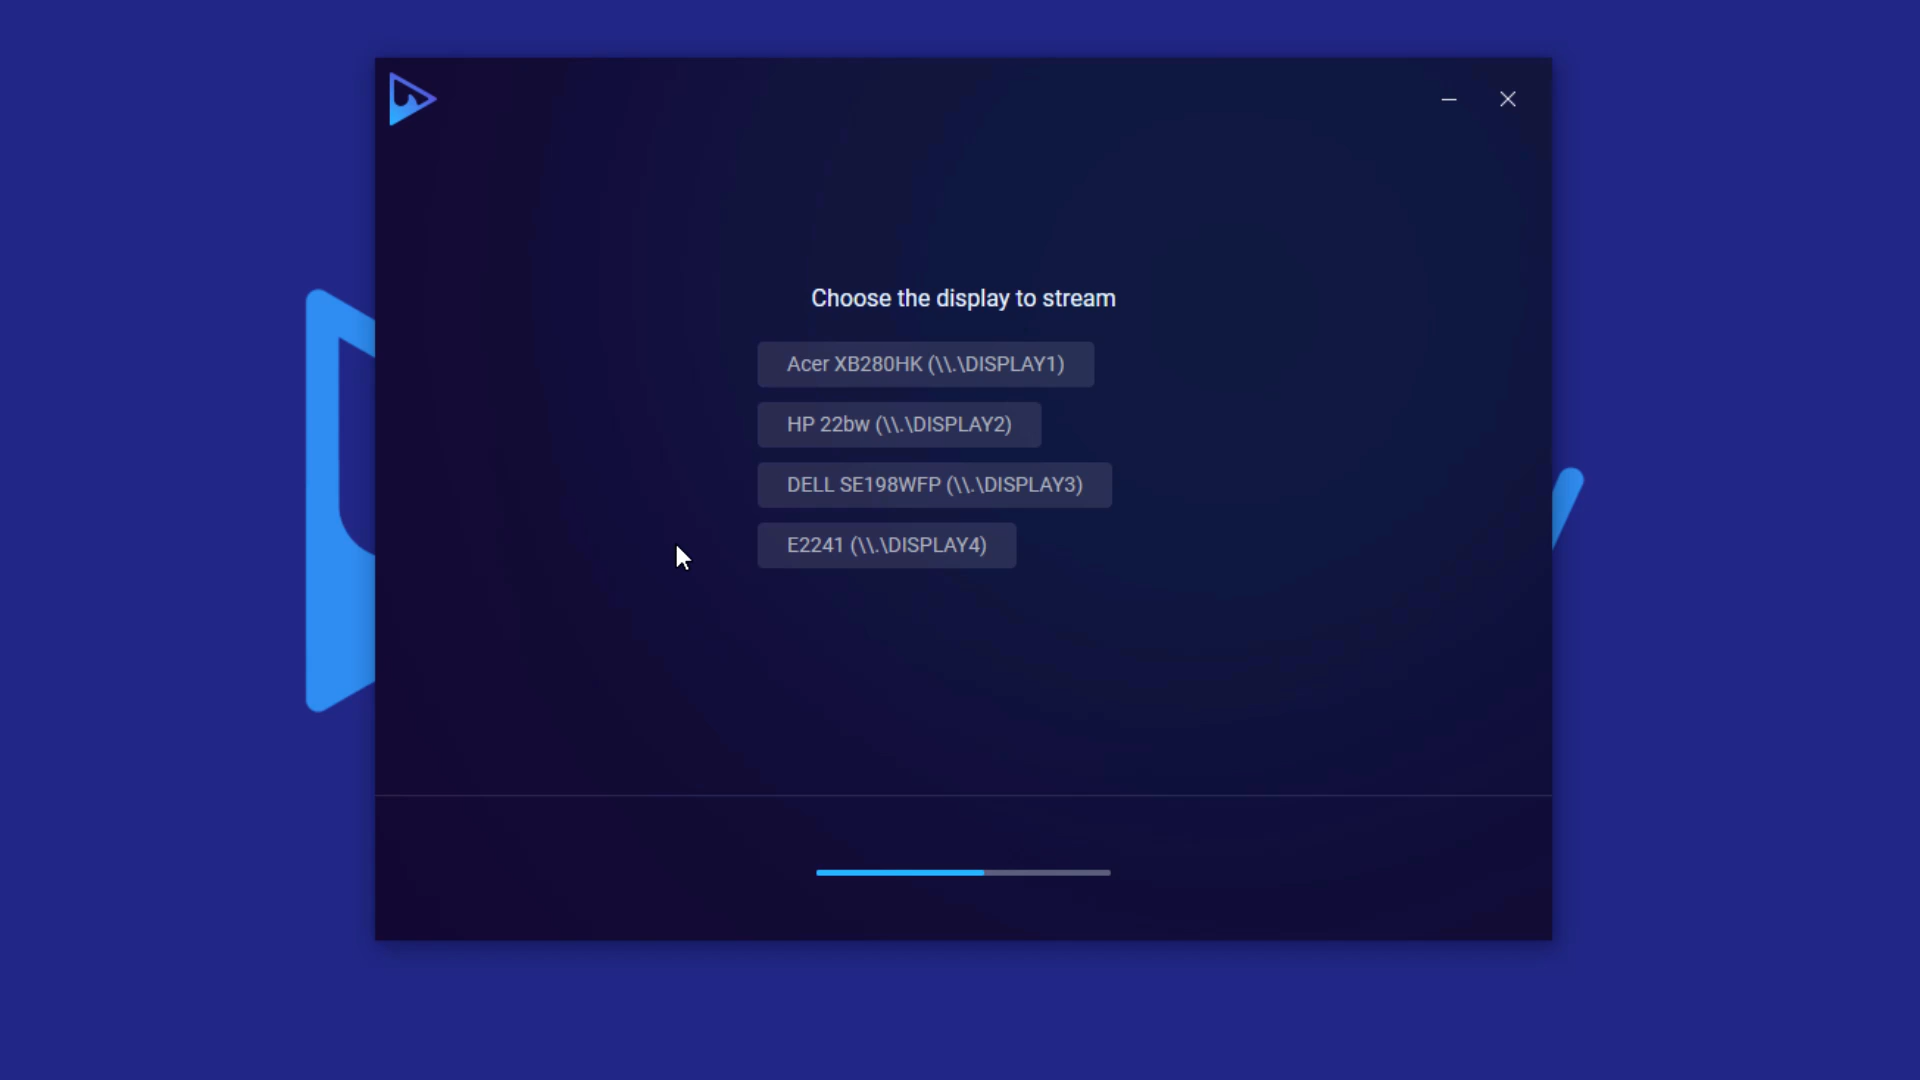 Choose the display to stream
Acer XB280HK (\\.\DISPLAY1)
HP 22bw (\\.\DISPLAY2)
DELL SE198WFP (\\.\DISPLAY3)
E2241 (\\.\DISPLAY4)